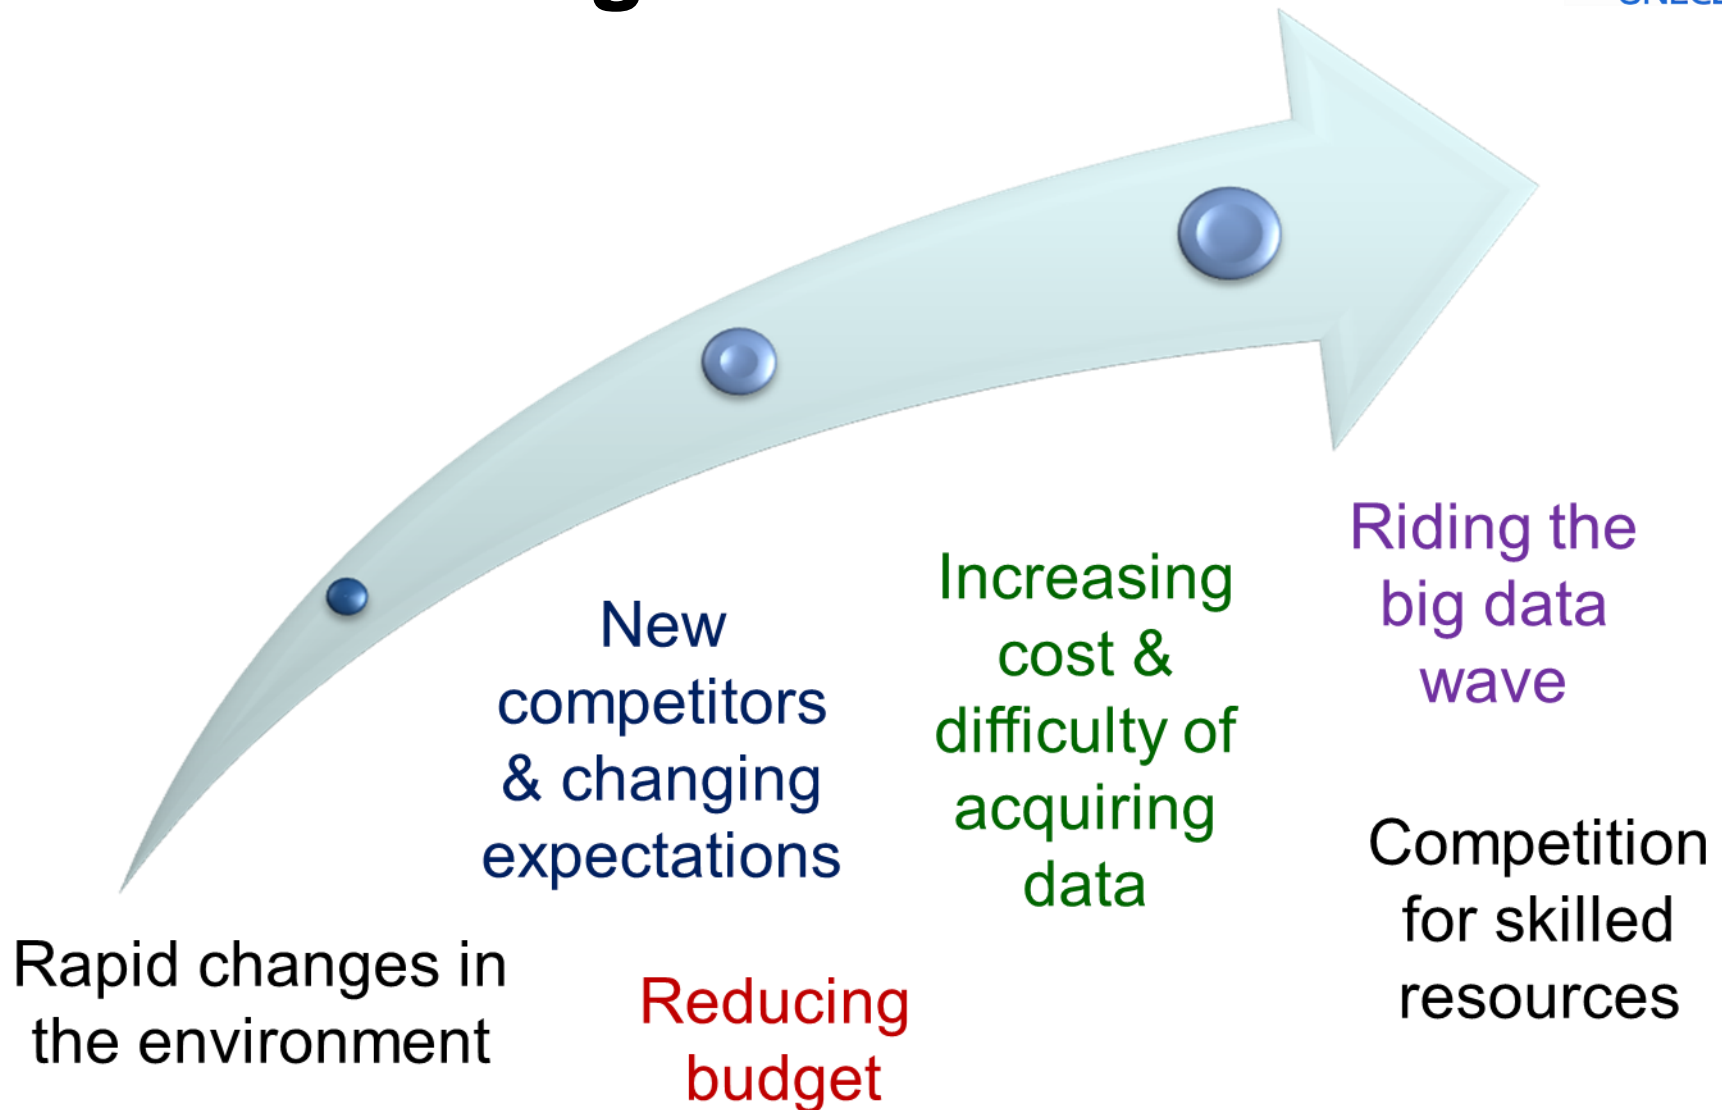 Rapid changes in
the environment
New
competitors
& changing
expectations
Reducing
budget
Increasing
cost &
difficulty of
acquiring
data
Riding the
big data
wave
Competition
for skilled
resources